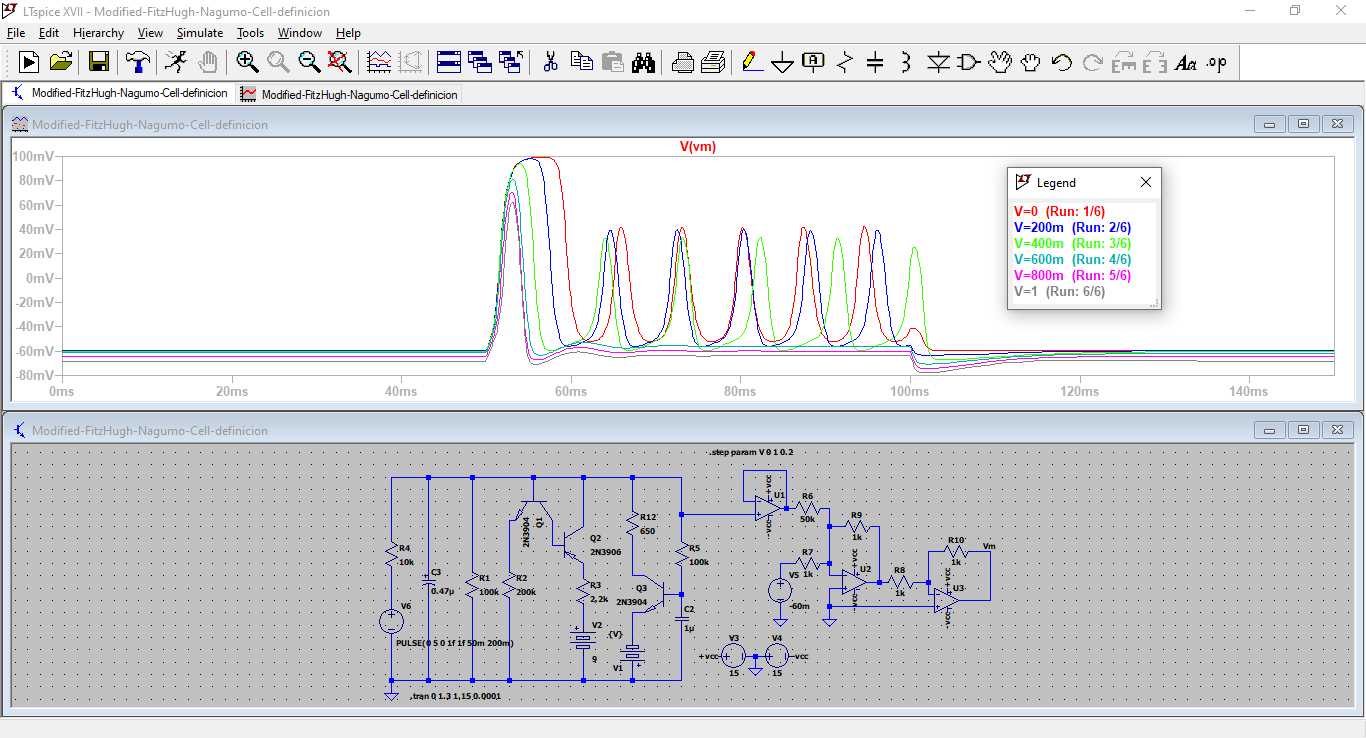 LTspice XVII - Modified-FitzHugh-Nagumo-Cell-definicion
File Edit Hierarchy View Simulate Tools Window Help
A Aa .op
Modified-FitzHugh-Nagumo-Cell-definicion Modified-FitzHugh-Nagumo-Cell-definicion
Modified-FitzHugh-Nagumo-Cell-definicion
V(vm)
100mV
80mV
60mV
40mV
20mV
0mV
-20mV
-40mV
-60mV
-80mV
0ms 20ms 40ms 60ms 80ms 100ms 120ms 140ms
Legend
V=0 (Run: 1/6)
V=200m (Run: 2/6)
V=400m (Run: 3/6)
V=600m (Run: 4/6)
V=800m (Run: 5/6)
V=1 (Run: 6/6)
Modified-FitzHugh-Nagumo-Cell-definicion
.step param V 0 1 0.2
R4
10k
V6
PULSE(0 5 0 1f 1f 50m 200m)
C3
0.47µ
R1
100k
R2
200k
Q1
2N3904
Q2
2N3906
R3
2,2k
V2
9
R12
650
Q3
2N3904
{V}
V1
R5
100k
C2
1µ
+vcc
U1
-vcc
R6
50k
R7
1k
V5
-60m
R9
1k
+vcc
U2
-vcc
R8
1k
R10
1k
Vm
+vcc
U3
-vcc
V3
+vcc
15
V4
-vcc
15
.tran 0 1.3 1,15 0.0001